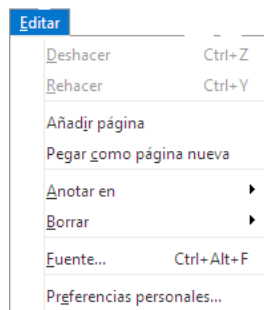 Editar
Deshacer Ctrl+Z
Rehacer Ctrl+Y
Añadir página
Pegar como página nueva
Anotar en
Borrar
Fuente... Ctrl+Alt+F
Preferencias personales...